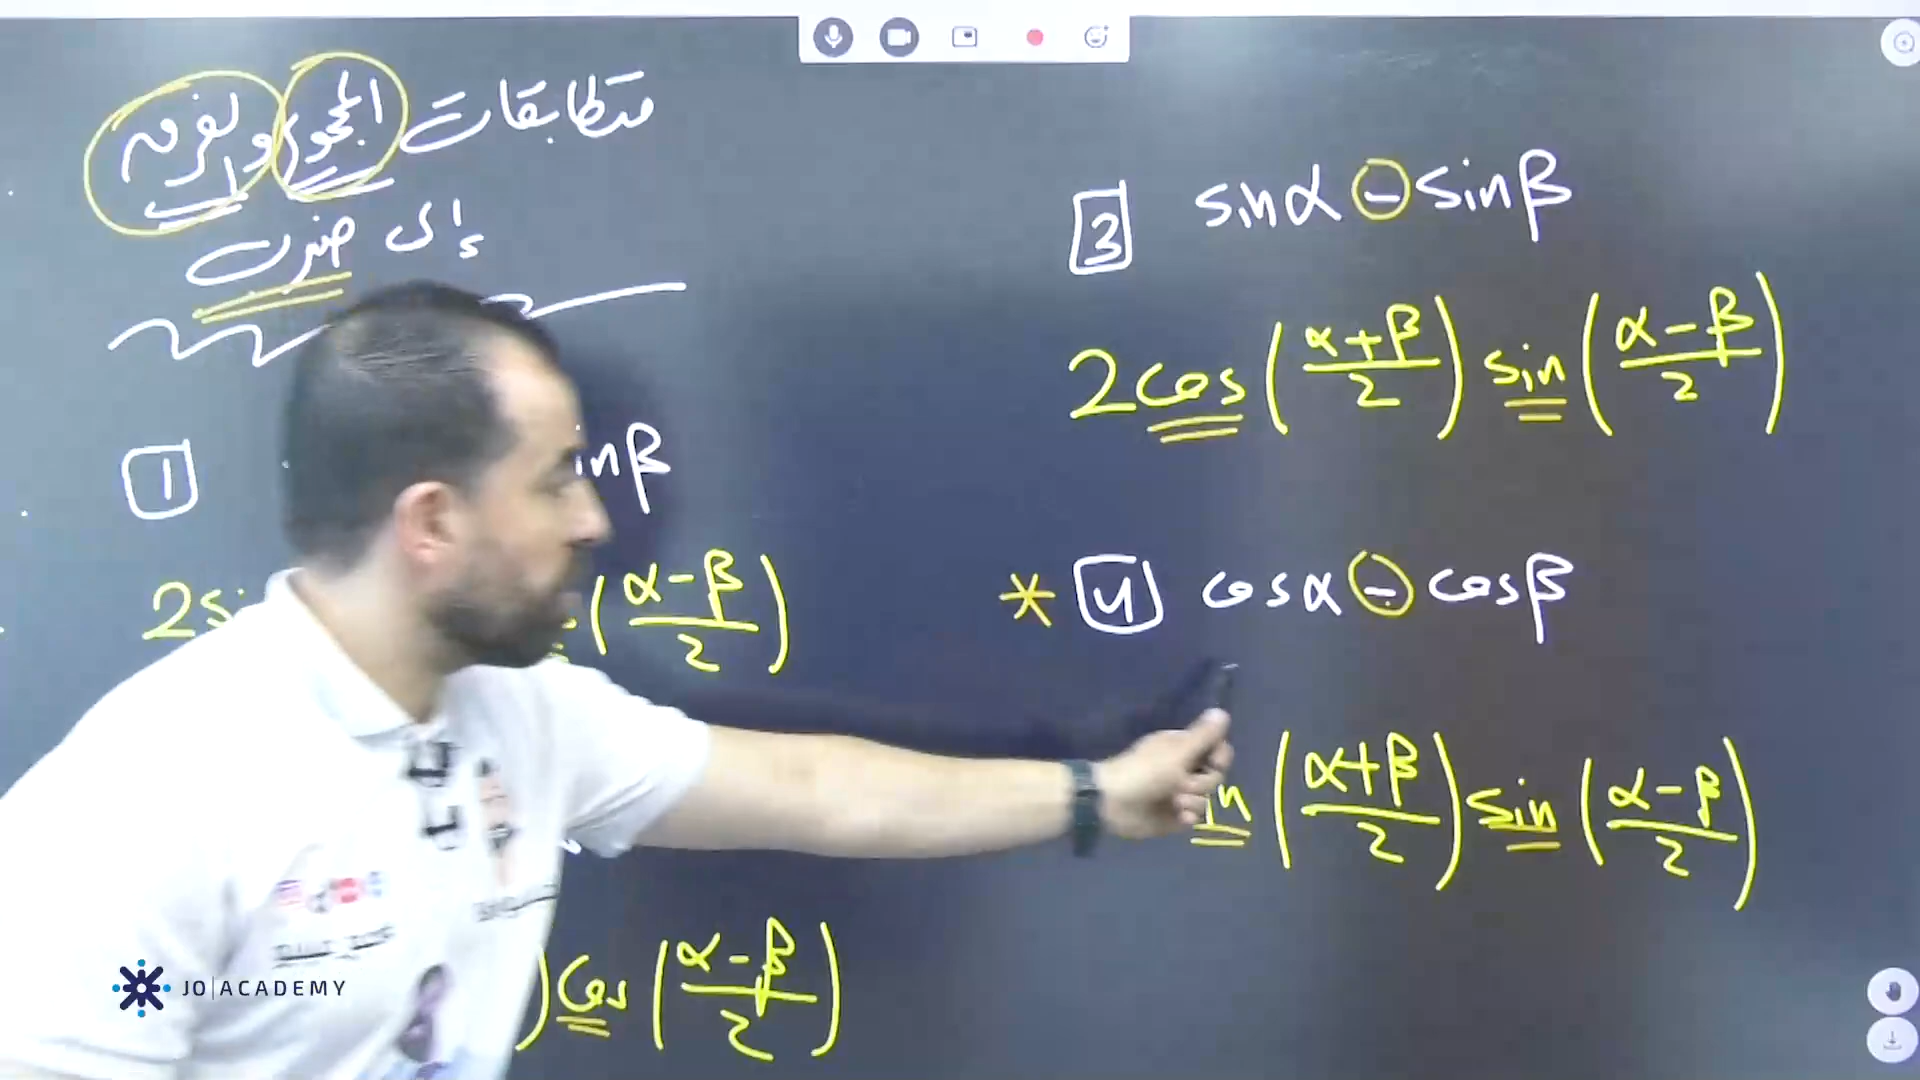 متطابقات الجموع والفرق
إلى ضرب
1
inβ
2s (α-β/2)
) cos (α-β/2)
3 sinα - sinβ
2cos (α+β/2) sin (α-β/2)
* 4 cosα - cosβ
in (α+β/2) sin (α-β/2)
JO|ACADEMY